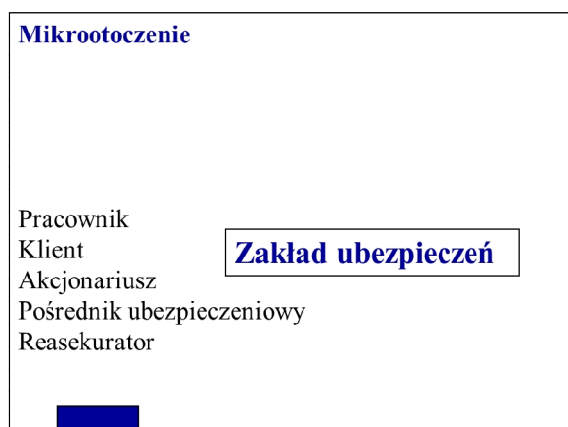 Mikrootoczenie
Pracownik
Klient
Zakład ubezpieczeń
Akcjonariusz
Pośrednik ubezpieczeniowy
Reasekurator